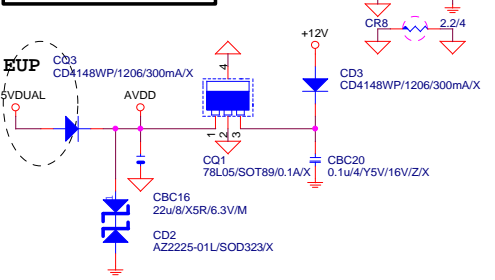 CR8
2.2/4
+12V
EUP
CQ3
CD4148WP/1206/300mA/X
5VDUAL
AVDD
4
CD3
CD4148WP/1206/300mA/X
1
2
3
CQ1
78L05/SOT89/0.1A/X
CBC20
0.1u/4/Y5V/16V/Z/X
1
CBC16
22u/8/X5R/6.3V/M
CD2
AZ2225-01L/SOD323/X